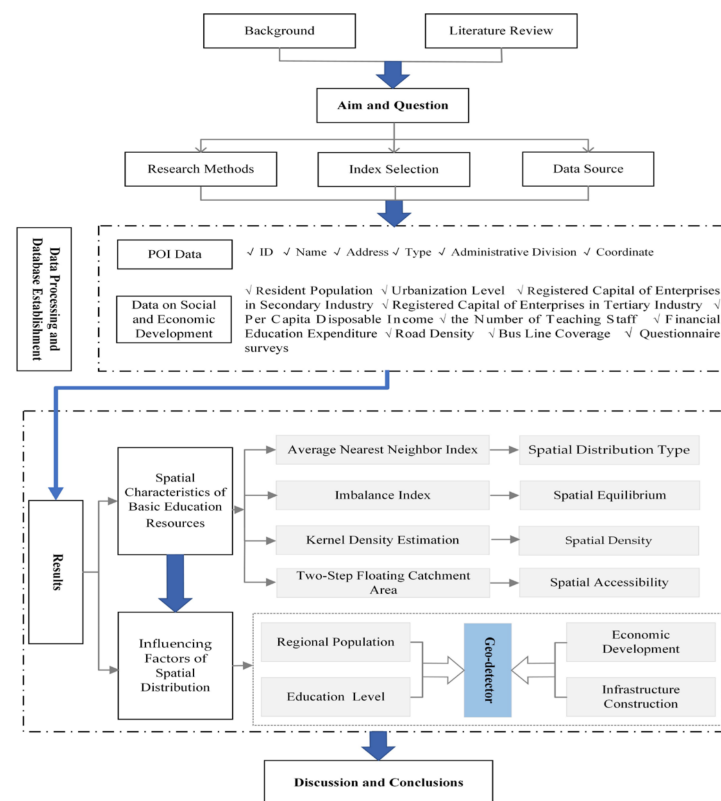 Background
Literature Review
Aim and Question
Research Methods
Index Selection
Data Source
Data Processing and
Database Establishment
POI Data
√ ID √ Name √ Address √ Type √ Administrative Division √ Coordinate
Data on Social
and Economic
Development
√ Resident Population √ Urbanization Level √ Registered Capital of Enterprises
in Secondary Industry √ Registered Capital of Enterprises in Tertiary Industry √ √
Per Capita Disposable Income √ the Number of Teaching Staff √ Financial
Education Expenditure √ Road Density √ Bus Line Coverage √ Questionnaire
surveys
Results
Spatial
Characteristics of
Basic Education
Resources
Average Nearest Neighbor Index
Spatial Distribution Type
Imbalance Index
Spatial Equilibrium
Kernel Density Estimation
Spatial Density
Two-Step Floating Catchment
Area
Spatial Accessibility
Influencing
Factors of
Spatial
Distribution
Regional Population
Education Level
Geo-detector
Economic
Development
Infrastructure
Construction
Discussion and Conclusions